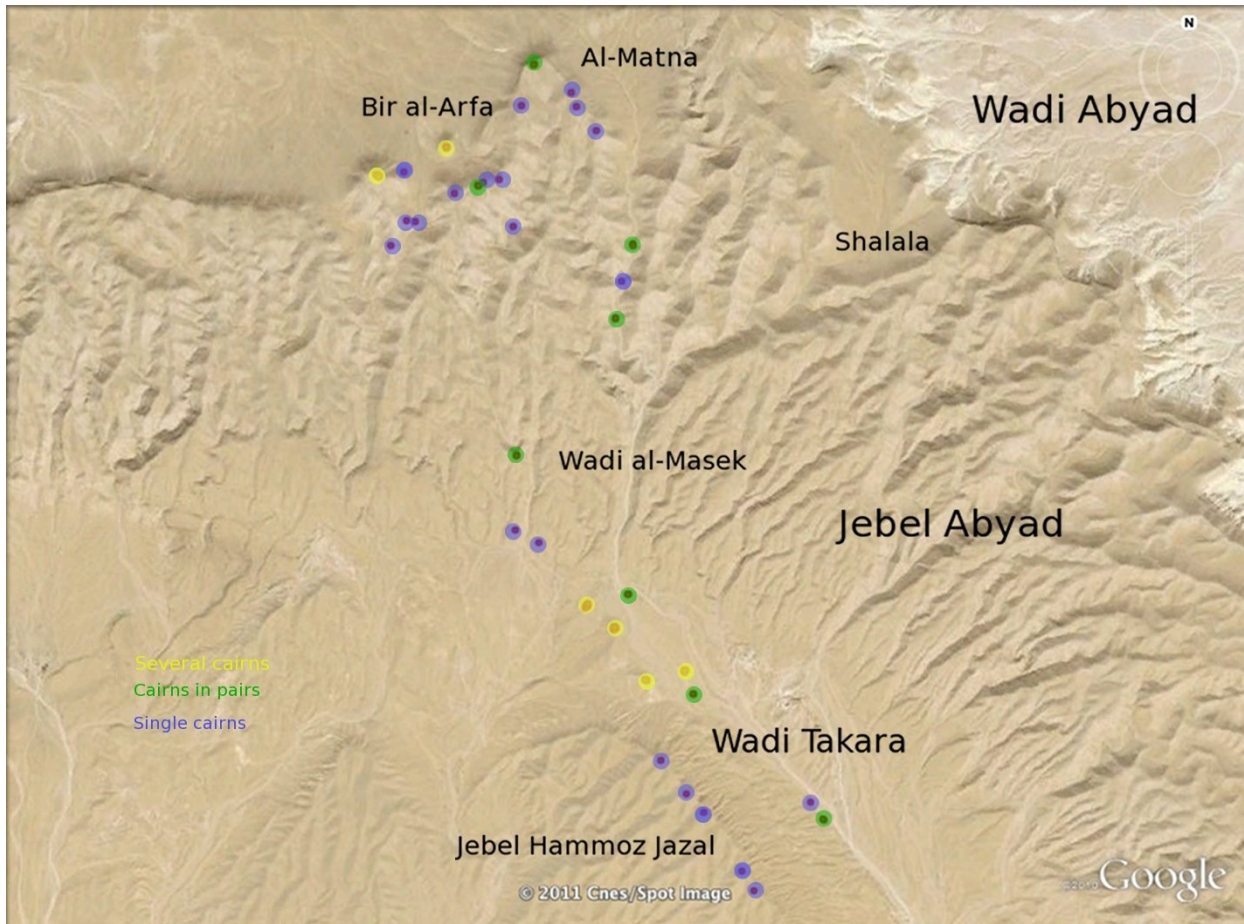 N
Al-Matna
Bir al-Arfa
Wadi Abyad
Shalala
Wadi al-Masek
Jebel Abyad
Several cairns
Cairns in pairs
Single cairns
Wadi Takara
Jebel Hammoz Jazal
© 2011 Cnes/Spot Image
©2010 Google